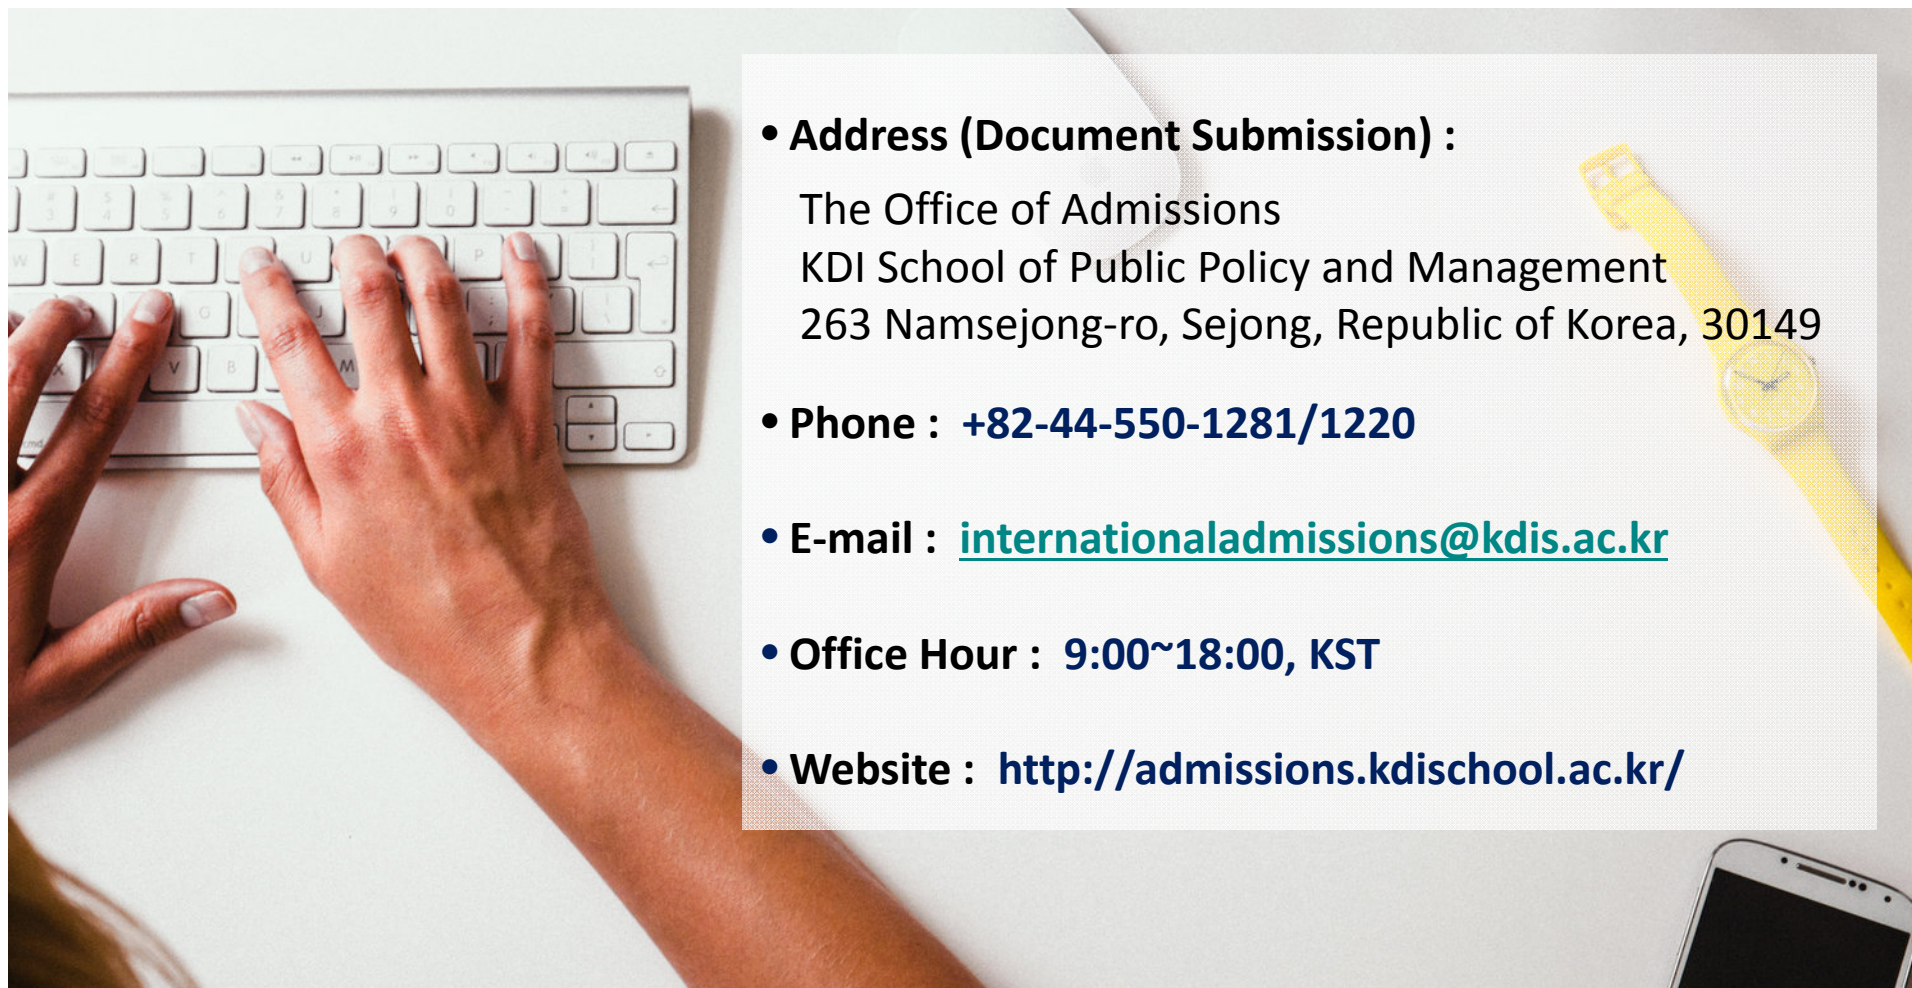 • Address (Document Submission) :
The Office of Admissions
KDI School of Public Policy and Management
263 Namsejong-ro, Sejong, Republic of Korea, 30149
• Phone : +82-44-550-1281/1220
• E-mail : internationaladmissions@kdis.ac.kr
• Office Hour : 9:00~18:00, KST
• Website : http://admissions.kdischool.ac.kr/